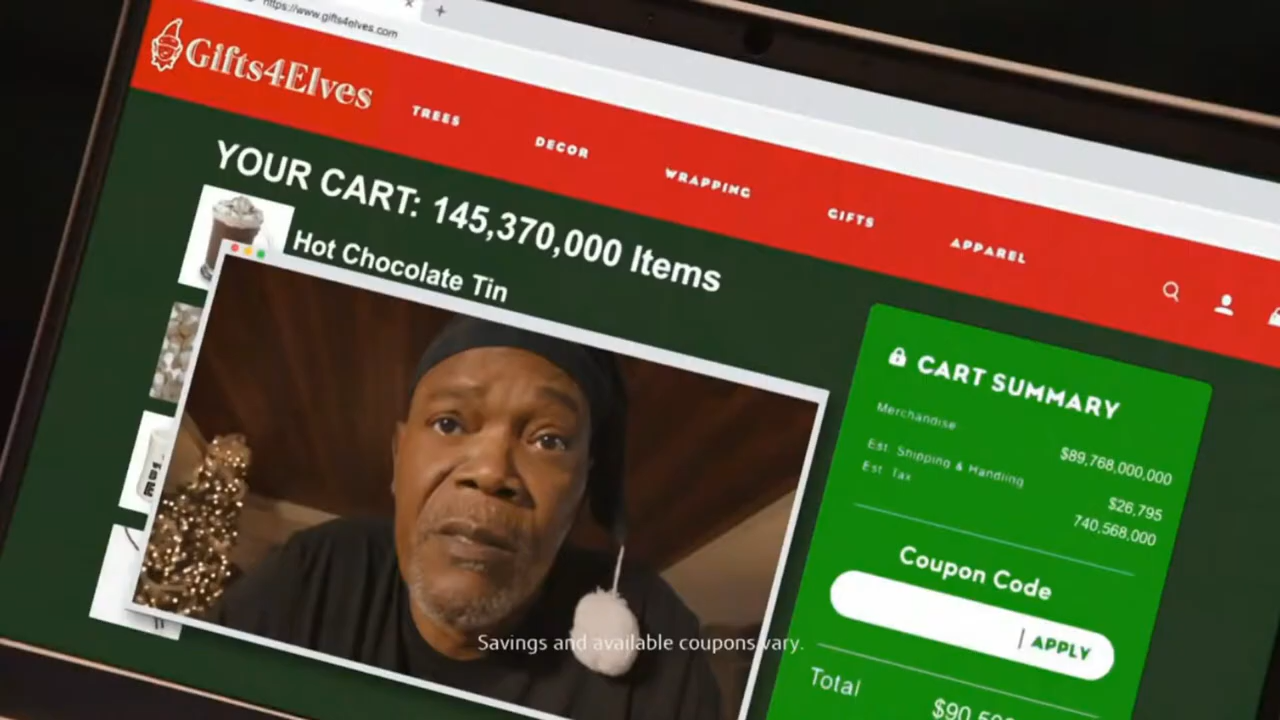 https://www.gifts4elves.com
Gifts4Elves
TREES
DECOR
WRAPPING
GIFTS
APPAREL
YOUR CART: 145,370,000 Items
Hot Chocolate Tin
CART SUMMARY
Merchandise
$89,768,000,000
Est. Shipping & Handling
$26,795
Est. Tax
740,568,000
Coupon Code
APPLY
Savings and available coupons vary.
Total